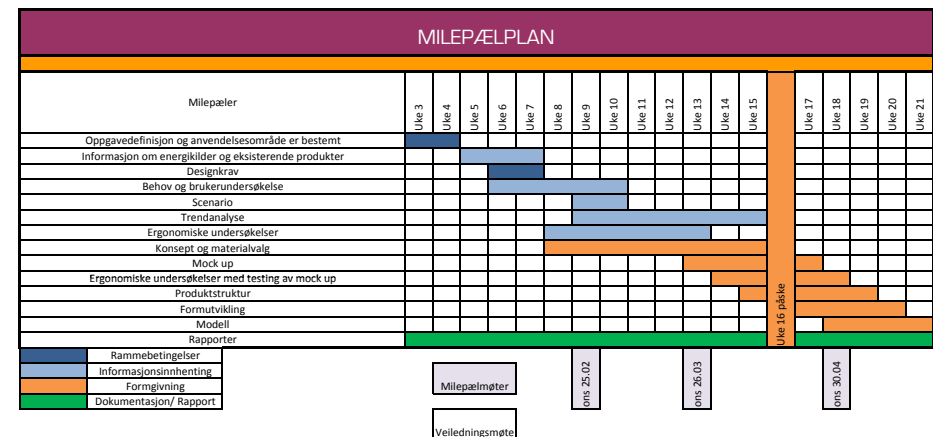 MILEPÆLPLAN
Milepæler
Uke 3
Uke 4
Uke 5
Uke 6
Uke 7
Uke 8
Uke 9
Uke 10
Uke 11
Uke 12
Uke 13
Uke 14
Uke 15
Uke 16 påske
Uke 17
Uke 18
Uke 19
Uke 20
Uke 21
Oppgavedefinisjon og anvendelsesområde er bestemt
Informasjon om energikilder og eksisterende produkter
Designkrav
Behov og brukerundersøkelse
Scenario
Trendanalyse
Ergonomiske undersøkelser
Konsept og materialvalg
Mock up
Ergonomiske undersøkelser med testing av mock up
Produktstruktur
Formutvikling
Modell
Rapporter
Rammebetingelser
Informasjonsinnhenting
Formgivning
Dokumentasjon/ Rapport
Milepælmøter
ons 25.02
ons 26.03
ons 30.04
Veiledningsmøte